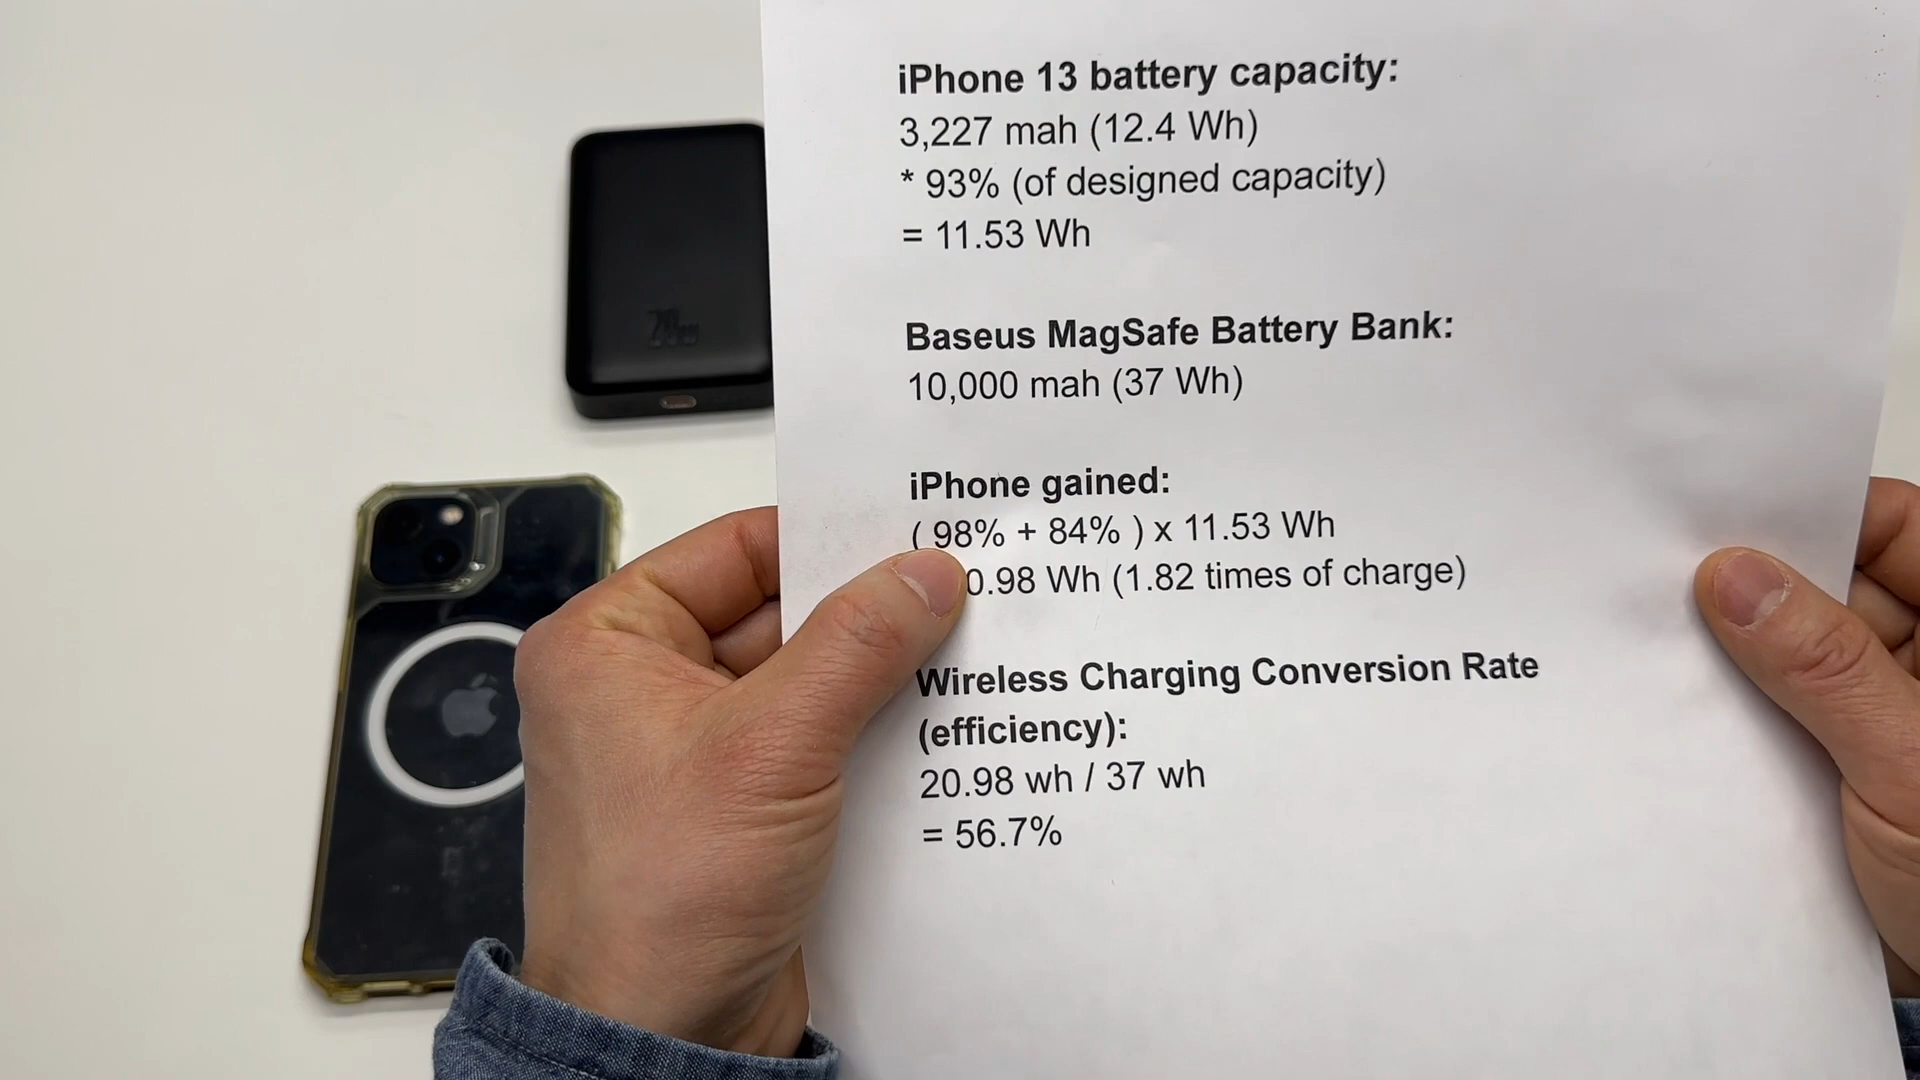 iPhone 13 battery capacity:
3,227 mah (12.4 Wh)
* 93% (of designed capacity)
= 11.53 Wh
Baseus MagSafe Battery Bank:
10,000 mah (37 Wh)
iPhone gained:
( 98% + 84% ) x 11.53 Wh
0.98 Wh (1.82 times of charge)
Wireless Charging Conversion Rate
(efficiency):
20.98 wh / 37 wh
= 56.7%